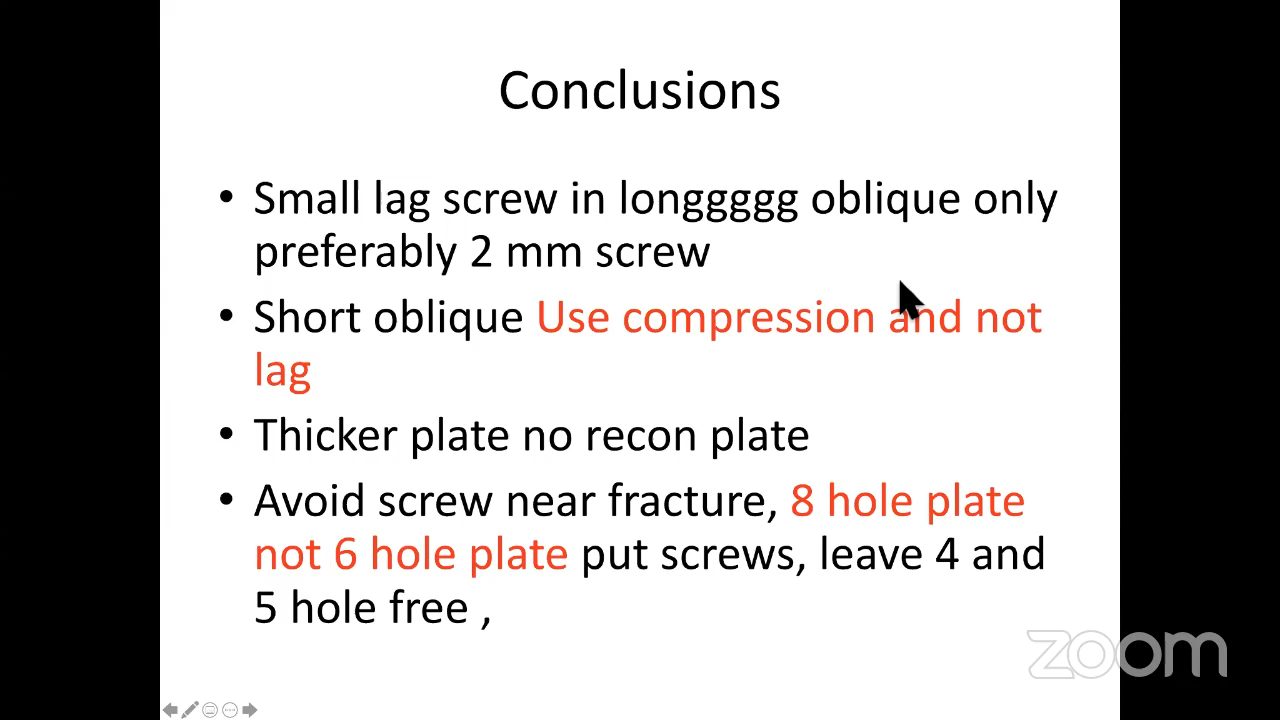 Conclusions
• Small lag screw in longgggg oblique only
preferably 2 mm screw
• Short oblique Use compression and not
lag
• Thicker plate no recon plate
• Avoid screw near fracture, 8 hole plate
not 6 hole plate put screws, leave 4 and
5 hole free ,
zoom